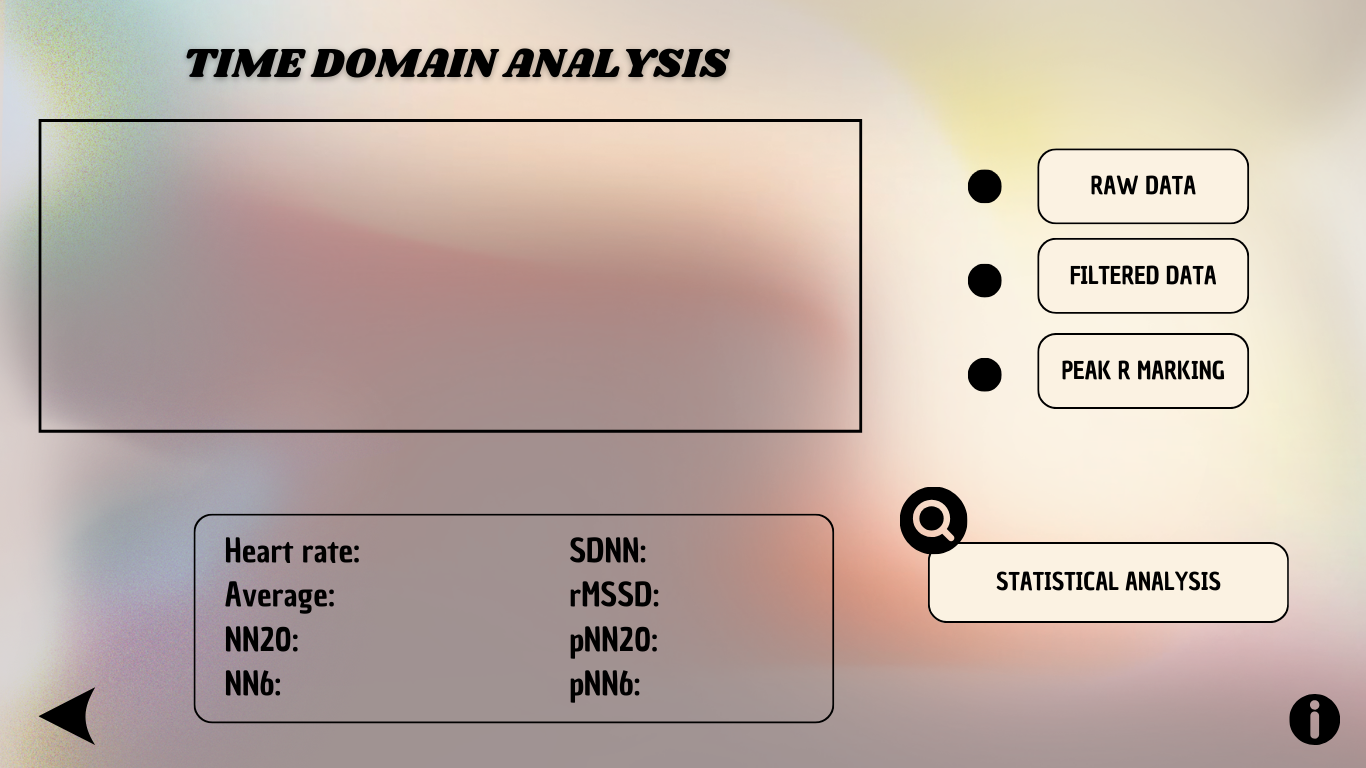 TIME DOMAIN ANALYSIS
RAW DATA
FILTERED DATA
PEAK R MARKING
Heart rate:
Average:
NN20:
NN6:
SDNN:
rMSSD:
pNN20:
pNN6:
STATISTICAL ANALYSIS